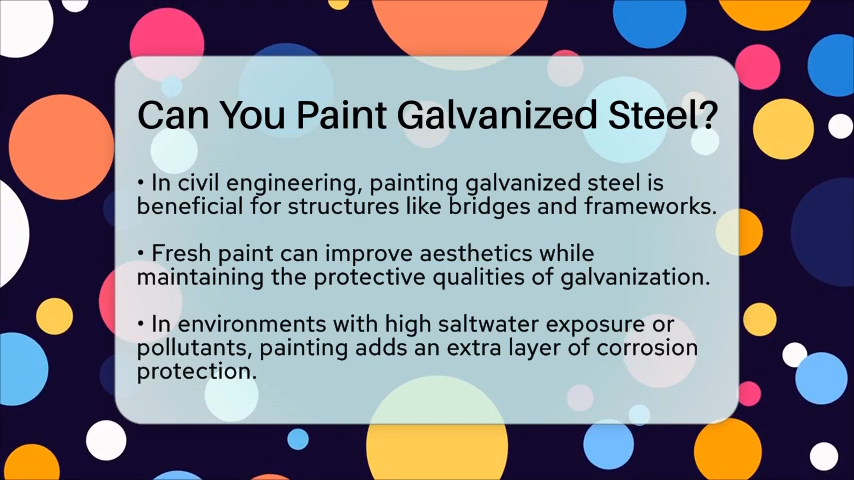 Can You Paint Galvanized Steel?
• In civil engineering, painting galvanized steel is
beneficial for structures like bridges and frameworks.
• Fresh paint can improve aesthetics while
maintaining the protective qualities of galvanization.
• In environments with high saltwater exposure or
pollutants, painting adds an extra layer of corrosion
protection.